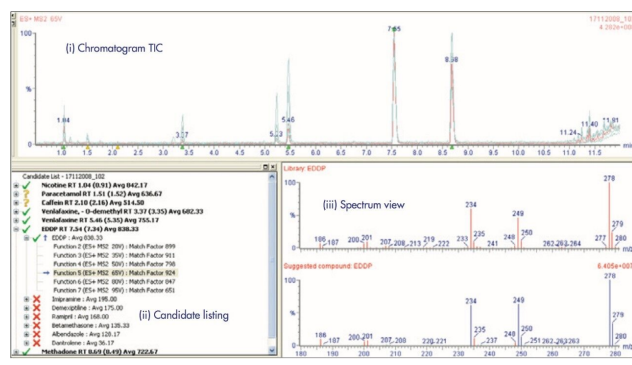 ES+ MS2 65V
17112008_102
(i) Chromatogram TIC
100
%
1.04
3.37
5.23
5.46
7.55
8.68
11.24
11.40
11.91
1.0 1.5 2.0 2.5 3.0 3.5 4.0 4.5 5.0 5.5 6.0 6.5 7.0 7.5 8.0 8.5 9.0 9.5 10.0 10.5 11.0 11.5 min
Candidate List - 17112008_102
Nicotine RT 1.04 (0.91) Avg 842.17
Paracetamol RT 1.51 (1.52) Avg 636.67
Caffein RT 2.10 (2.16) Avg 514.50
Venlafaxine, - O-demethyl RT 3.37 (3.35) Avg 682.33
Venlafaxine RT 5.46 (5.35) Avg 755.17
EDDP RT 7.54 (7.34) Avg 838.33
EDDP : Avg 838.33
Function 2 (ES+ MS2 20V) : Match Factor 899
Function 3 (ES+ MS2 35V) : Match Factor 911
Function 4 (ES+ MS2 50V) : Match Factor 798
Function 5 (ES+ MS2 65V) : Match Factor 924
Function 6 (ES+ MS2 80V) : Match Factor 847
Function 7 (ES+ MS2 95V) : Match Factor 651
Imipramine : Avg 195.00
Demexiptiline : Avg 175.00
Ramipril : Avg 168.00
Betamethasone : Avg 135.33
Albendazole : Avg 128.17
Dantrolene : Avg 36.17
Methadone RT 8.69 (8.49) Avg 722.67
(ii) Candidate listing
Library: EDDP
(iii) Spectrum view
100
%
186 187 200 201 207 208 213 219 222 233 234 235 241 248 249 250 262 263 263 277 278 279 280
m/z
Suggested compound: EDDP
100
%
186 187 200 201 207 208 220 221 234 235 237 248 249 250 251 262 263 263 278 279 280
180 190 200 210 220 230 240 250 260 270 280 m/z